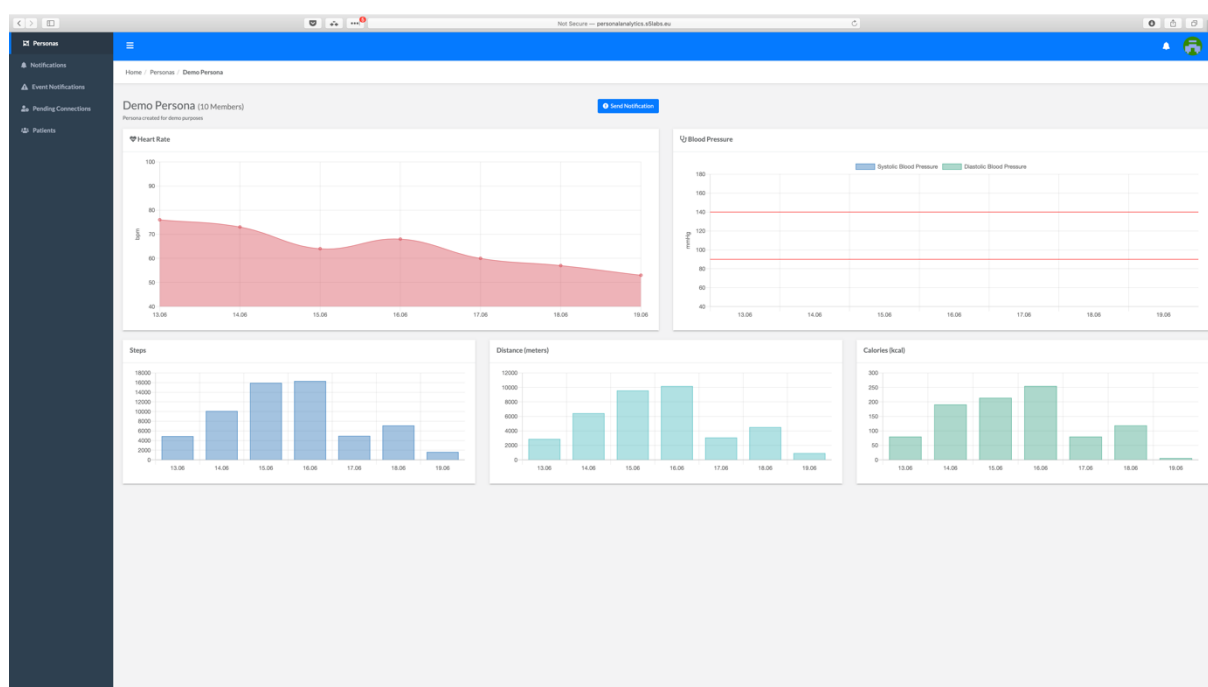 Not Secure — personalanalytics.s5labs.eu
Personas
Notifications
Event Notifications
Pending Connections
Patients
Home / Personas / Demo Persona
Demo Persona (10 Members)
Persona created for demo purposes
Send Notification
Heart Rate
100
90
80
70
60
50
40
bpm
13.06 14.06 15.06 16.06 17.06 18.06 19.06
Blood Pressure
Systolic Blood Pressure Diastolic Blood Pressure
180
160
140
120
100
80
60
40
mmHg
13.06 14.06 15.06 16.06 17.06 18.06 19.06
Steps
18000
16000
14000
12000
10000
8000
6000
4000
2000
0
13.06 14.06 15.06 16.06 17.06 18.06 19.06
Distance (meters)
12000
10000
8000
6000
4000
2000
0
13.06 14.06 15.06 16.06 17.06 18.06 19.06
Calories (kcal)
300
250
200
150
100
50
0
13.06 14.06 15.06 16.06 17.06 18.06 19.06